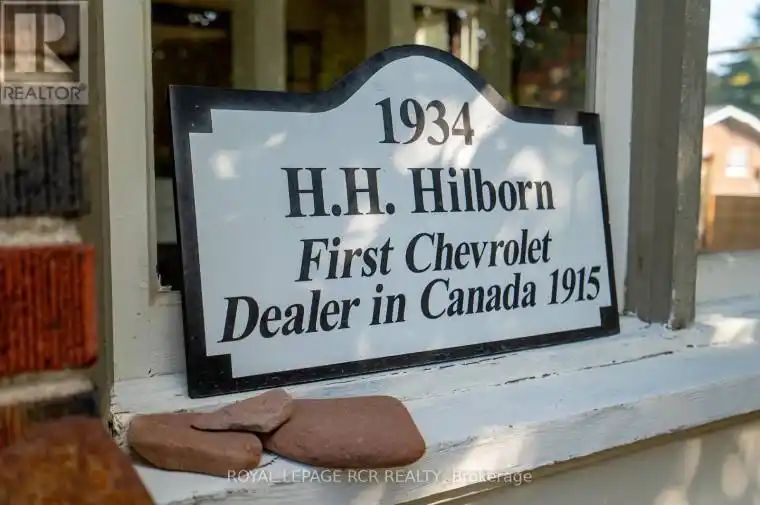 R
REALTOR
1934
H.H. Hilborn
First Chevrolet
Dealer in Canada 1915
ROYAL LEPAGE RCR REALTY, Brokerage